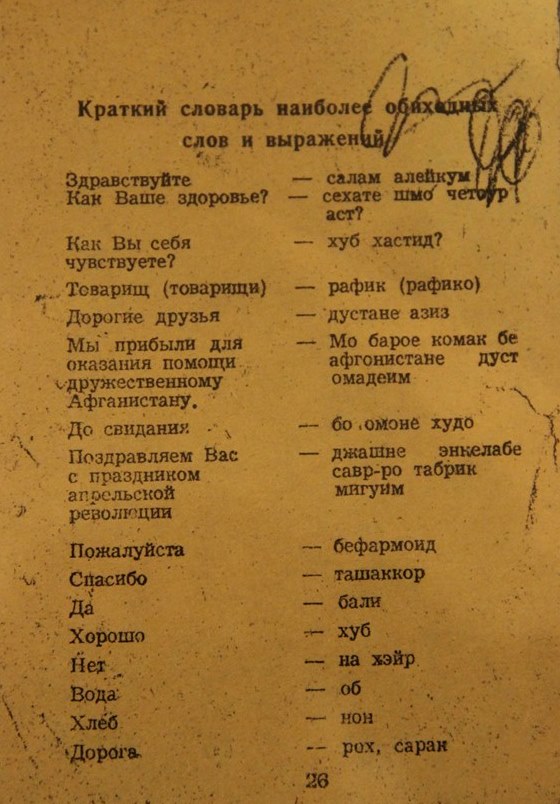 Краткий словарь наиболее обиходных
слов и выражений
Здравствуйте — салам алейкум
Как Ваше здоровье? — сехате шмо четоур
аст?
Как Вы себя — хуб хастид?
чувствуете?
Товарищ (товарищи) — рафик (рафико)
Дорогие друзья — дустане азиз
Мы прибыли для — Мо барое комак бе
оказания помощи афгонистане дуст
дружественному омадеим
Афганистану.
До свидания — бо омонё худо
Поздравляем Вас — джашне энкелабе
с праздником савр-ро табрик
апрельской мигуим
революции
Пожалуйста — бефармоид
Спасибо — ташаккор
Да — бали
Хорошо — хуб
Нет — на хэйр
Вода — об
Хлеб — нон
Дорога — рох, сарак
26